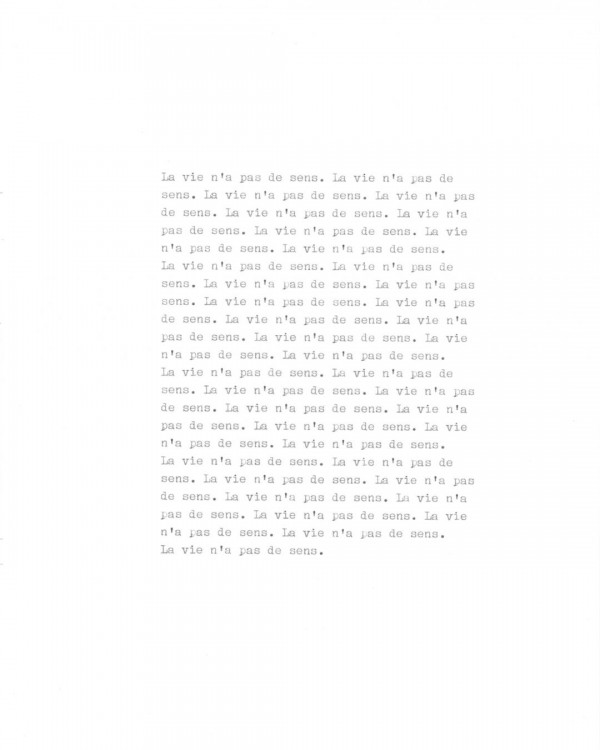 La vie n'a pas de sens. La vie n'a pas de
sens. La vie n'a pas de sens. La vie n'a pas
de sens. La vie n'a pas de sens. La vie n'a
pas de sens. La vie n'a pas de sens. La vie
n'a pas de sens. La vie n'a pas de sens.
La vie n'a pas de sens. La vie n'a pas de
sens. La vie n'a pas de sens. La vie n'a pas
sens. La vie n'a pas de sens. La vie n'a pas
de sens. La vie n'a pas de sens. La vie n'a
pas de sens. La vie n'a pas de sens. La vie
n'a pas de sens. La vie n'a pas de sens.
La vie n'a pas de sens. La vie n'a pas de
sens. La vie n'a pas de sens. La vie n'a pas
de sens. La vie n'a pas de sens. La vie n'a
pas de sens. La vie n'a pas de sens. La vie
n'a pas de sens. La vie n'a pas de sens.
La vie n'a pas de sens. La vie n'a pas de
sens. La vie n'a pas de sens. La vie n'a pas
de sens. La vie n'a pas de sens. La vie n'a
pas de sens. La vie n'a pas de sens. La vie
n'a pas de sens. La vie n'a pas de sens.
La vie n'a pas de sens.